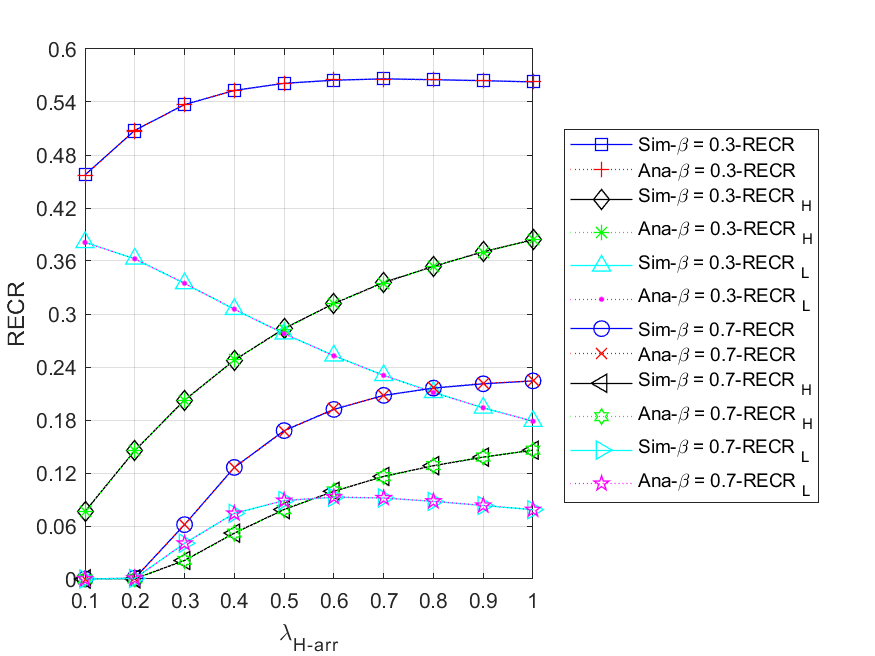 0.6
0.54
0.48
0.42
0.36
0.3
0.24
0.18
0.12
0.06
0
RECR
0.1 0.2 0.3 0.4 0.5 0.6 0.7 0.8 0.9 1
λH-arr
Sim-β = 0.3-RECR
Ana-β = 0.3-RECR
Sim-β = 0.3-RECR H
Ana-β = 0.3-RECR H
Sim-β = 0.3-RECR L
Ana-β = 0.3-RECR L
Sim-β = 0.7-RECR
Ana-β = 0.7-RECR
Sim-β = 0.7-RECR H
Ana-β = 0.7-RECR H
Sim-β = 0.7-RECR L
Ana-β = 0.7-RECR L